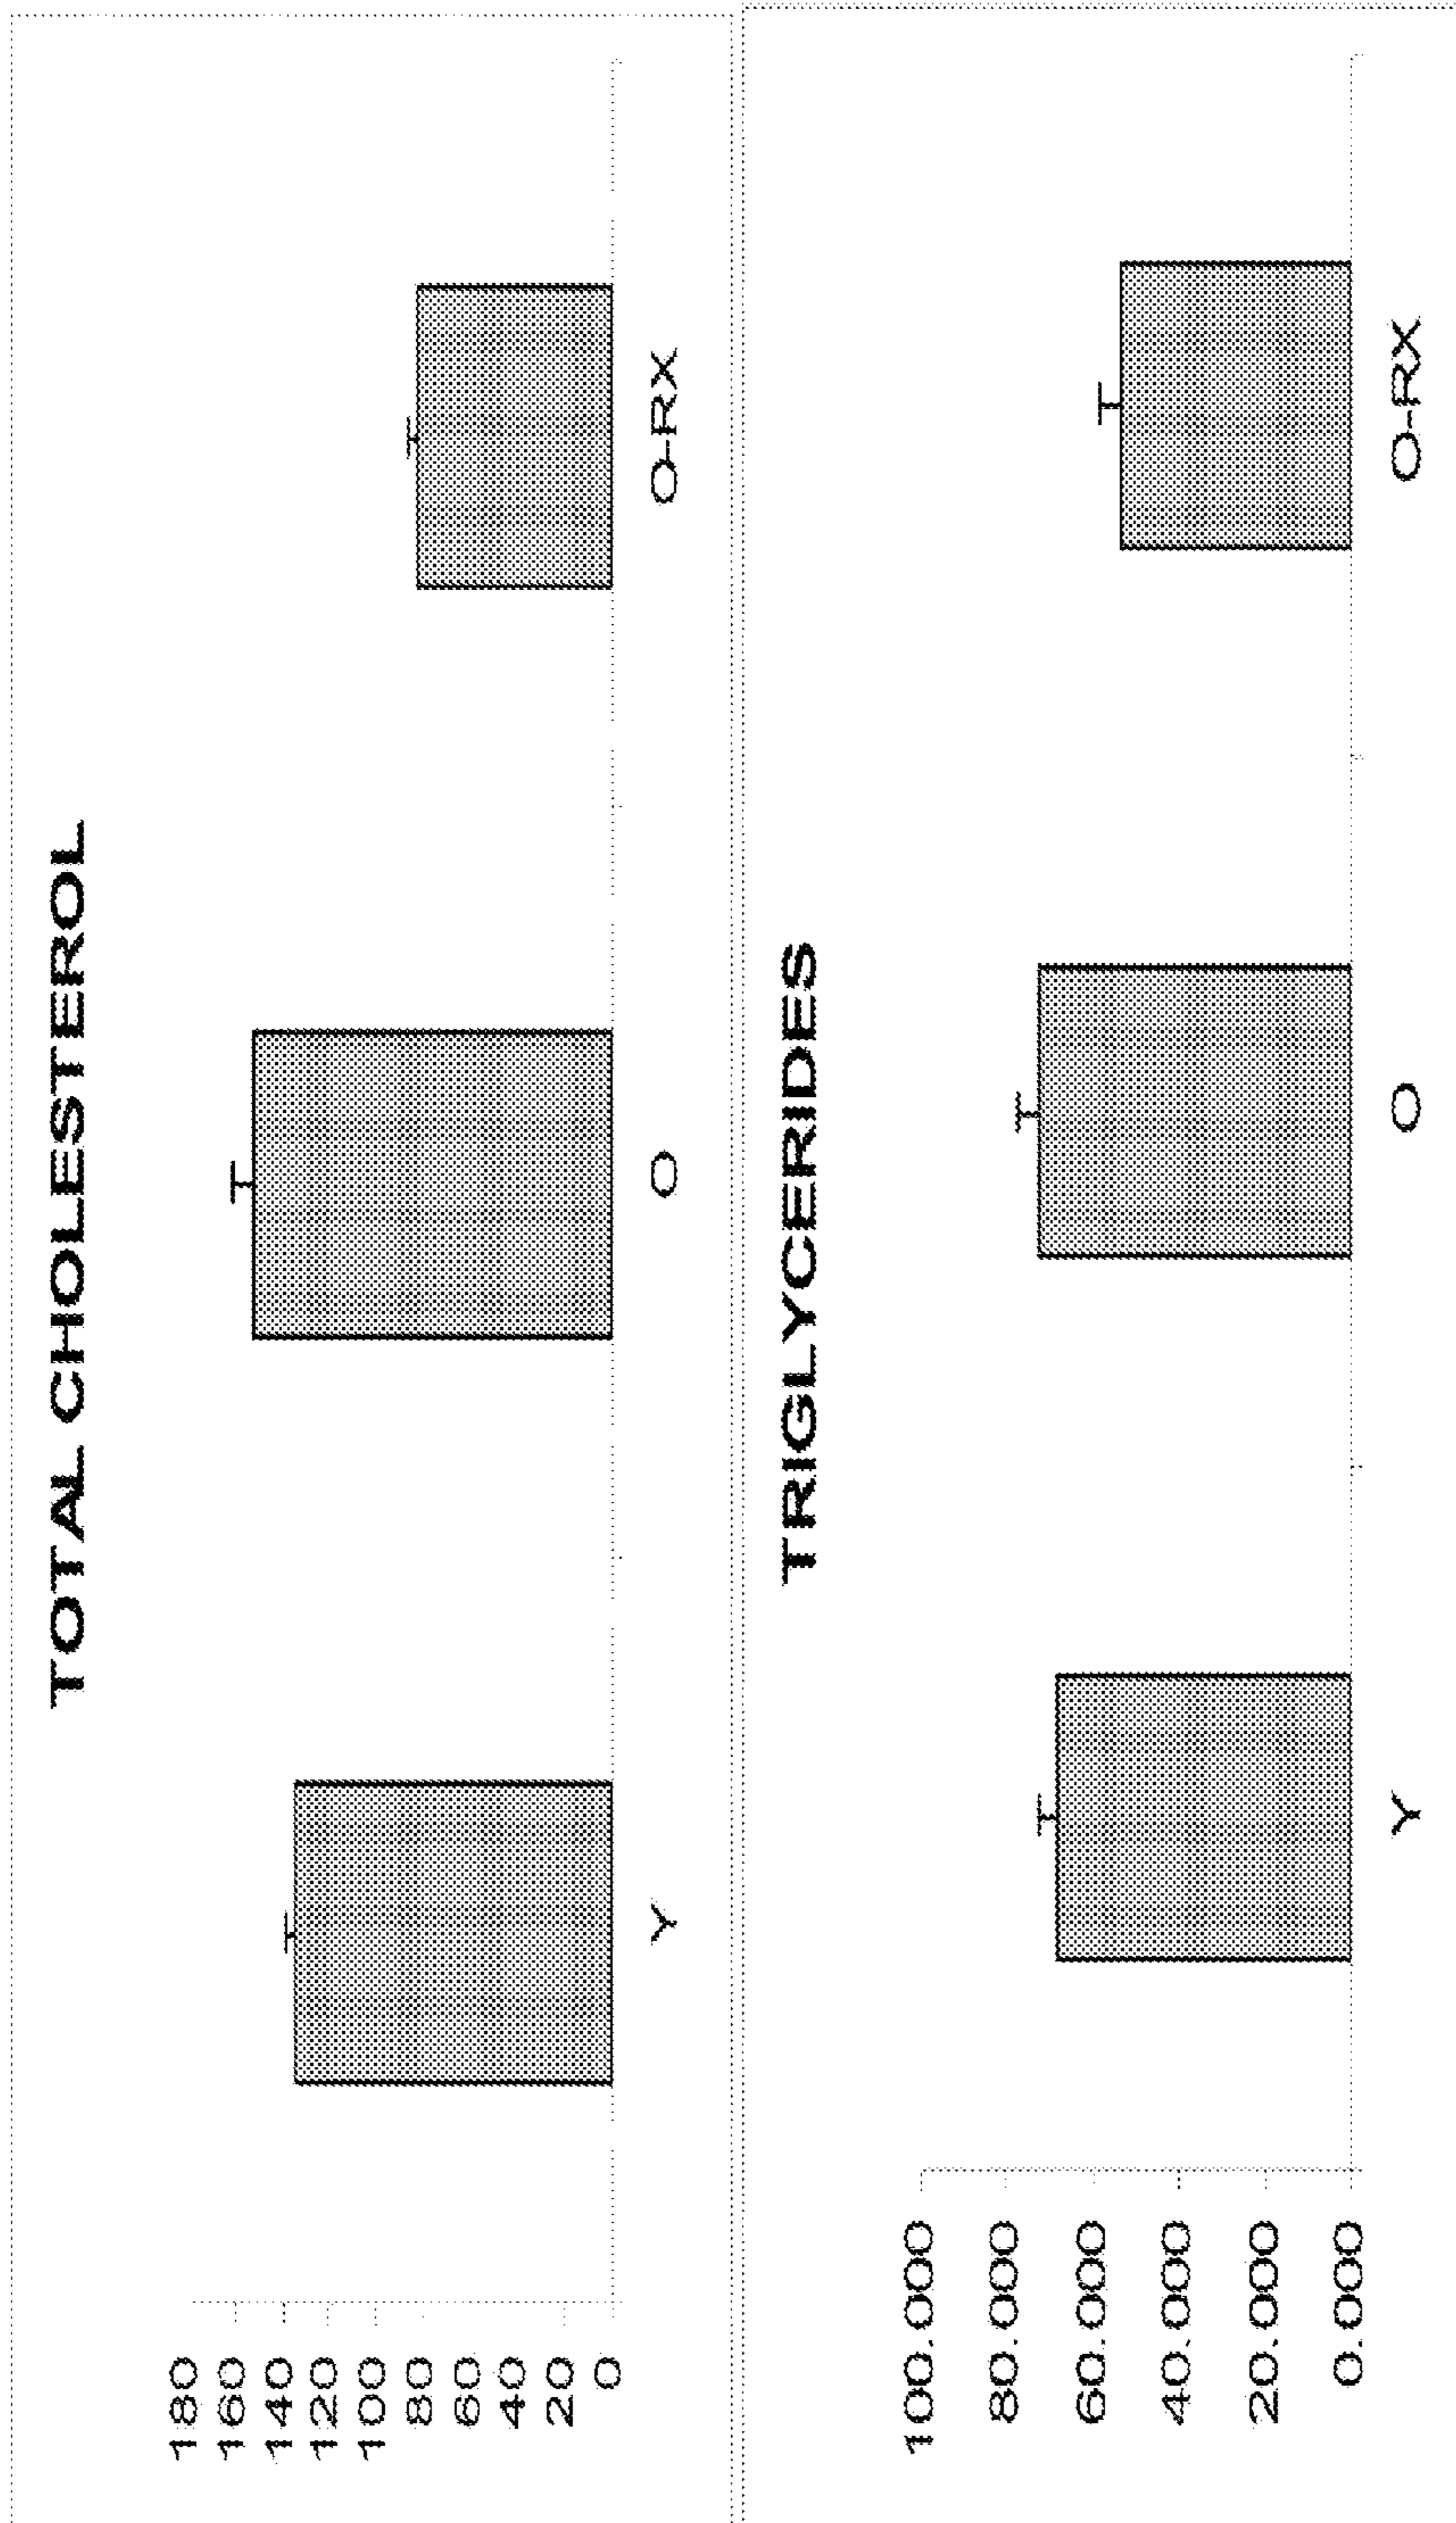 TOTAL CHOLESTEROL
180
160
140
120
100
80
60
40
20
0
Y
O
O-RX
TRIGLYCERIDES
100.000
80.000
60.000
40.000
20.000
0.000
Y
O
O-RX